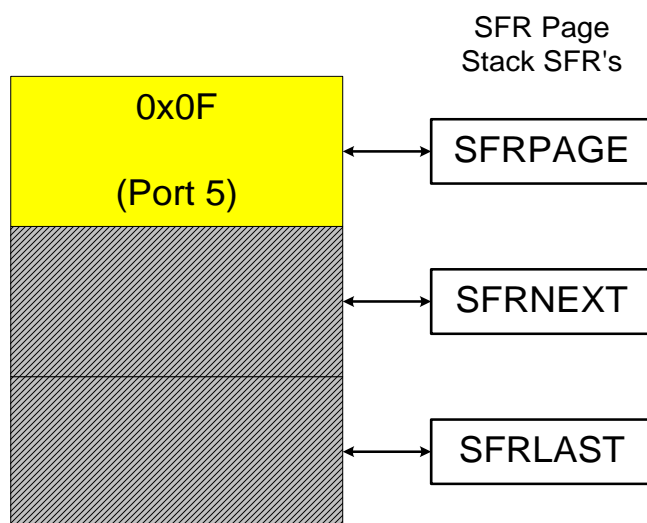 SFR Page
Stack SFR's
0x0F
(Port 5)
SFRPAGE
SFRNEXT
SFRLAST